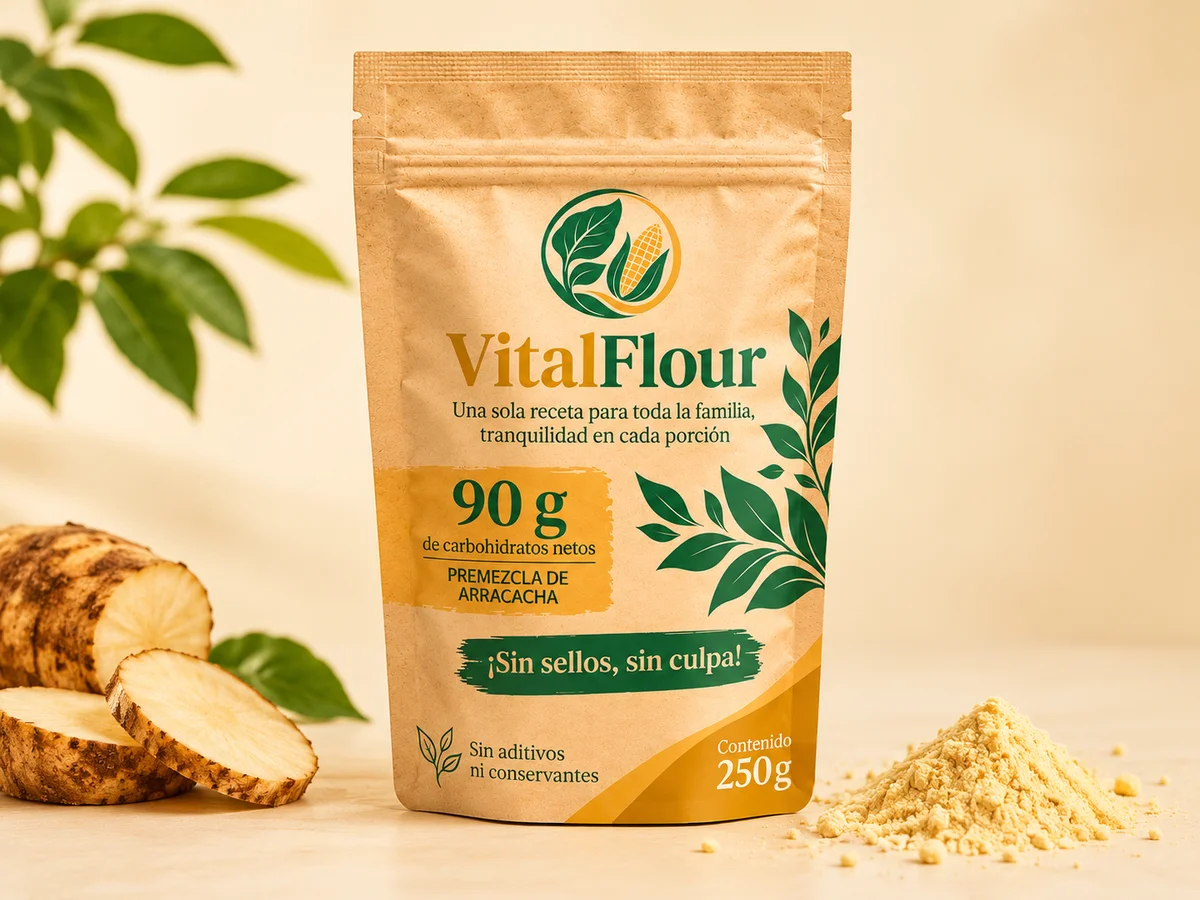 VitalFlour
Una sola receta para toda la familia,
tranquilidad en cada porción
90 g
de carbohidratos netos
PREMEZCLA DE
ARRACACHA
¡Sin sellos, sin culpa!
Sin aditivos
ni conservantes
Contenido
250g